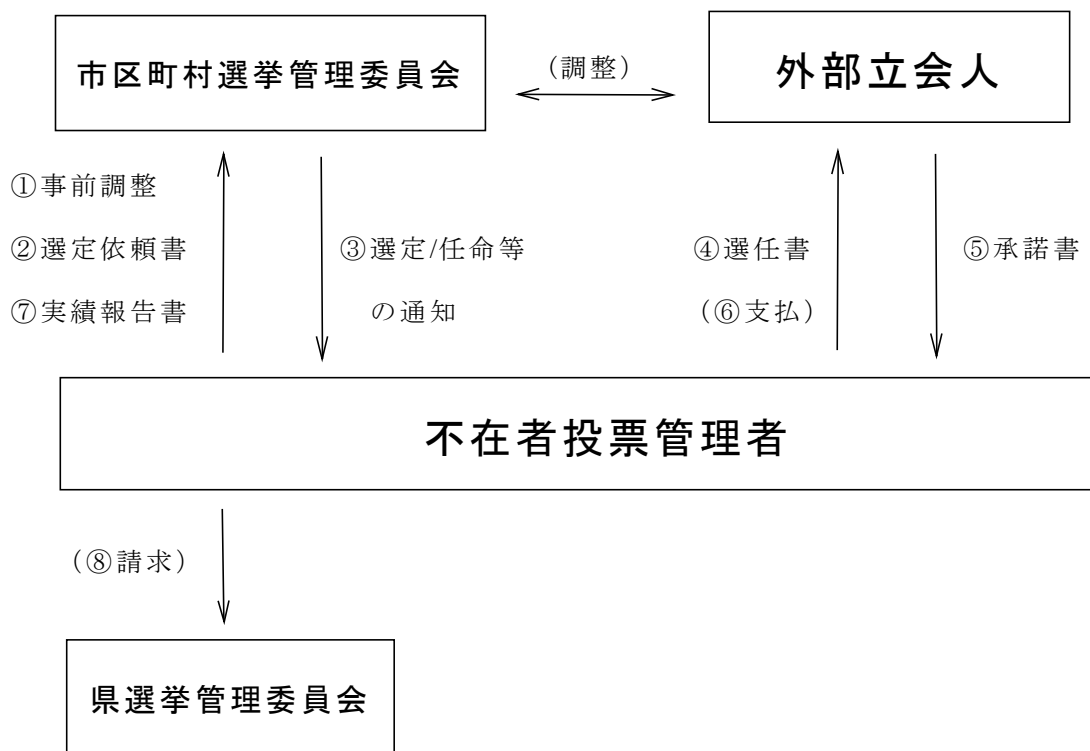 市区町村選挙管理委員会
(調整)
外部立会人
①事前調整
②選定依頼書
⑦実績報告書
③選定/任命等
の通知
④選任書
(⑥支払)
⑤承諾書
不在者投票管理者
(⑧請求)
県選挙管理委員会